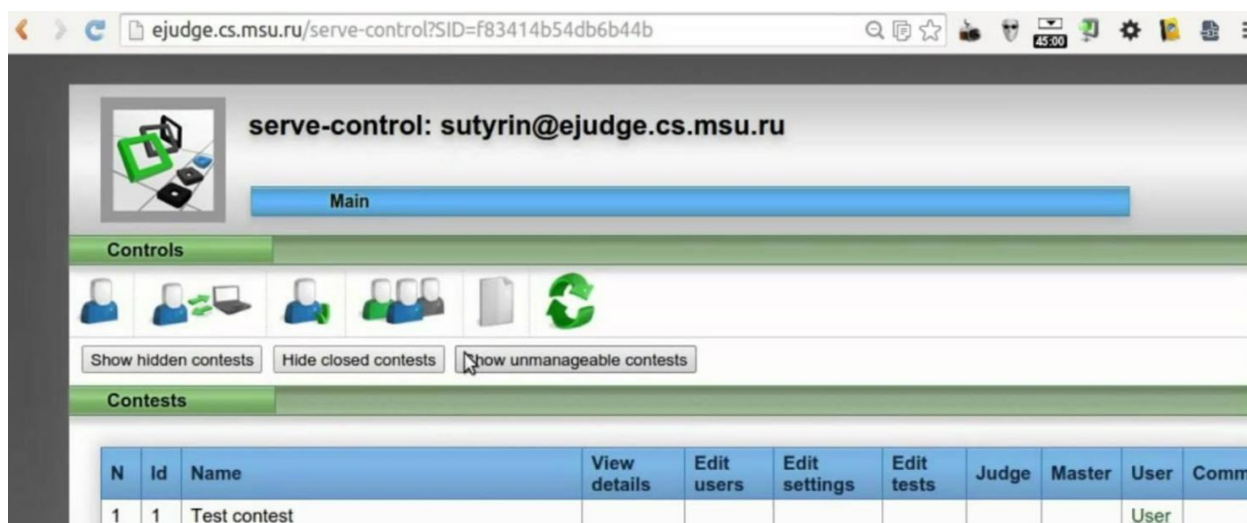 ejudge.cs.msu.ru/serve-control?SID=f83414b54db6b44b
45:00
serve-control: sutyrin@ejudge.cs.msu.ru
Main
Controls
Show hidden contests Hide closed contests Show unmanageable contests
Contests
N Id Name View details Edit users Edit settings Edit tests Judge Master User Comm
1 1 Test contest User